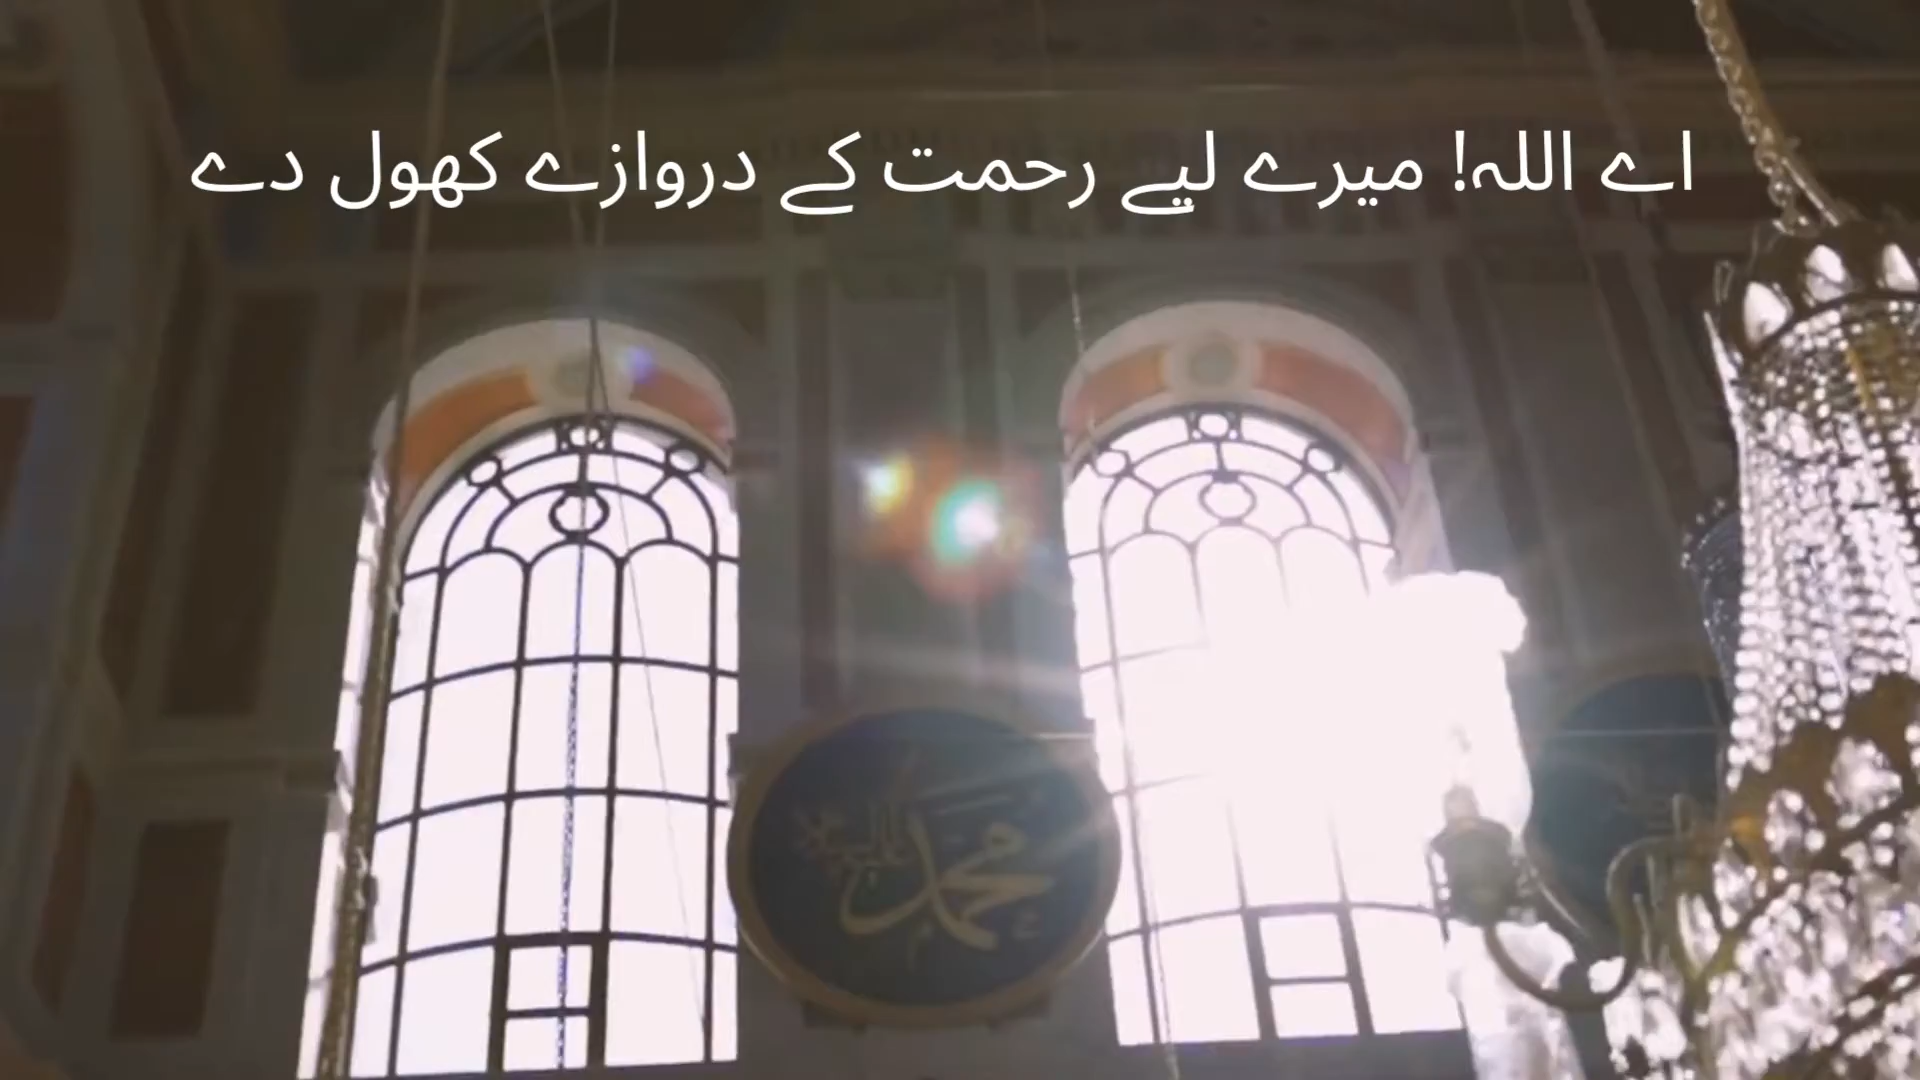 اے اللہ! میرے لیے رحمت کے دروازے کھول دے
محمد